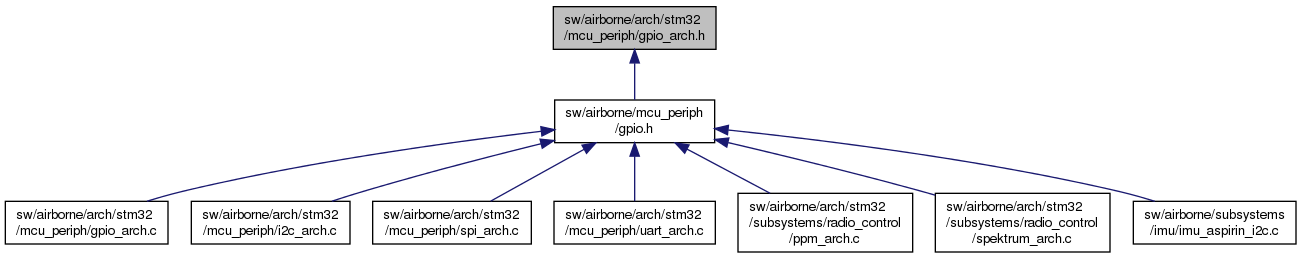 sw/airborne/arch/stm32
/mcu_periph/gpio_arch.h
sw/airborne/mcu_periph
/gpio.h
sw/airborne/arch/stm32
/mcu_periph/gpio_arch.c
sw/airborne/arch/stm32
/mcu_periph/i2c_arch.c
sw/airborne/arch/stm32
/mcu_periph/spi_arch.c
sw/airborne/arch/stm32
/mcu_periph/uart_arch.c
sw/airborne/arch/stm32
/subsystems/radio_control
/ppm_arch.c
sw/airborne/arch/stm32
/subsystems/radio_control
/spektrum_arch.c
sw/airborne/subsystems
/imu/imu_aspirin_i2c.c